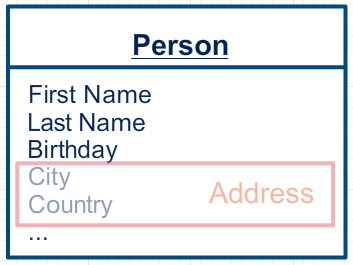 Person
First Name
Last Name
Birthday
City
Country
Address
...